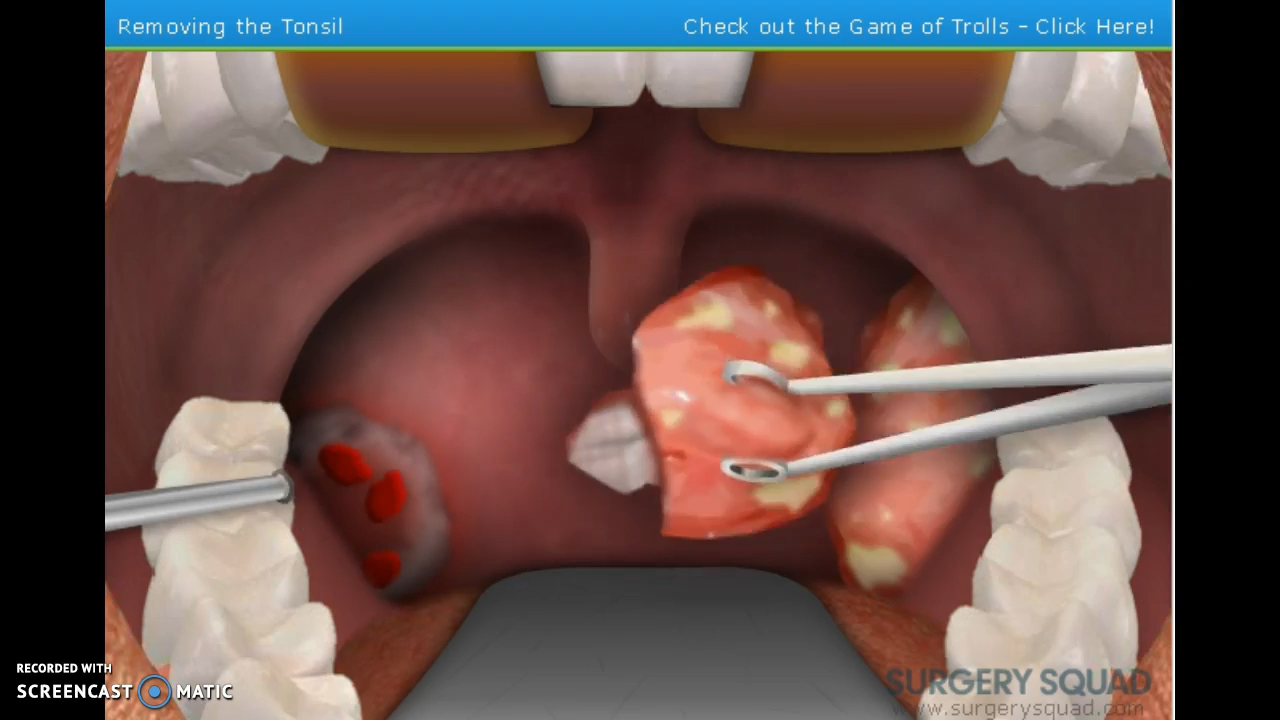 Removing the Tonsil
Check out the Game of Trolls – Click Here!
RECORDED WITH
SCREENCAST MATIC
SURGERY SQUAD
www.surgerysquad.com